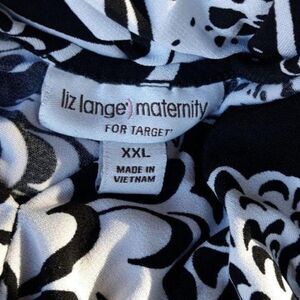 liz lange) maternity
FOR TARGET
XXL
MADE IN
VIETNAM